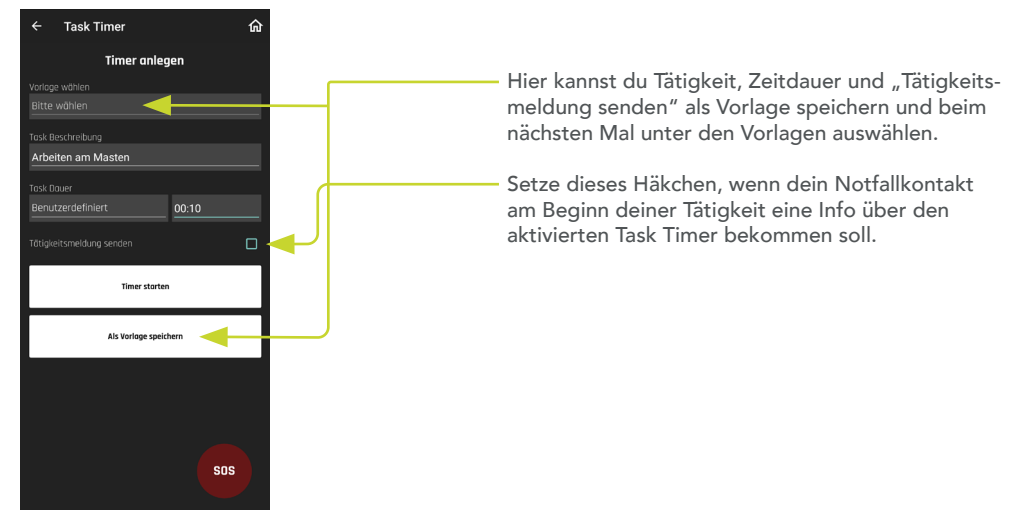 Task Timer
Timer anlegen
Vorlage wählen
Bitte wählen
Task Beschreibung
Arbeiten am Masten
Task Dauer
Benutzerdefiniert 00:10
Tätigkeitsmeldung senden
Timer starten
Als Vorlage speichern
SOS
Hier kannst du Tätigkeit, Zeitdauer und „Tätigkeits-
meldung senden“ als Vorlage speichern und beim
nächsten Mal unter den Vorlagen auswählen.
Setze dieses Häkchen, wenn dein Notfallkontakt
am Beginn deiner Tätigkeit eine Info über den
aktivierten Task Timer bekommen soll.